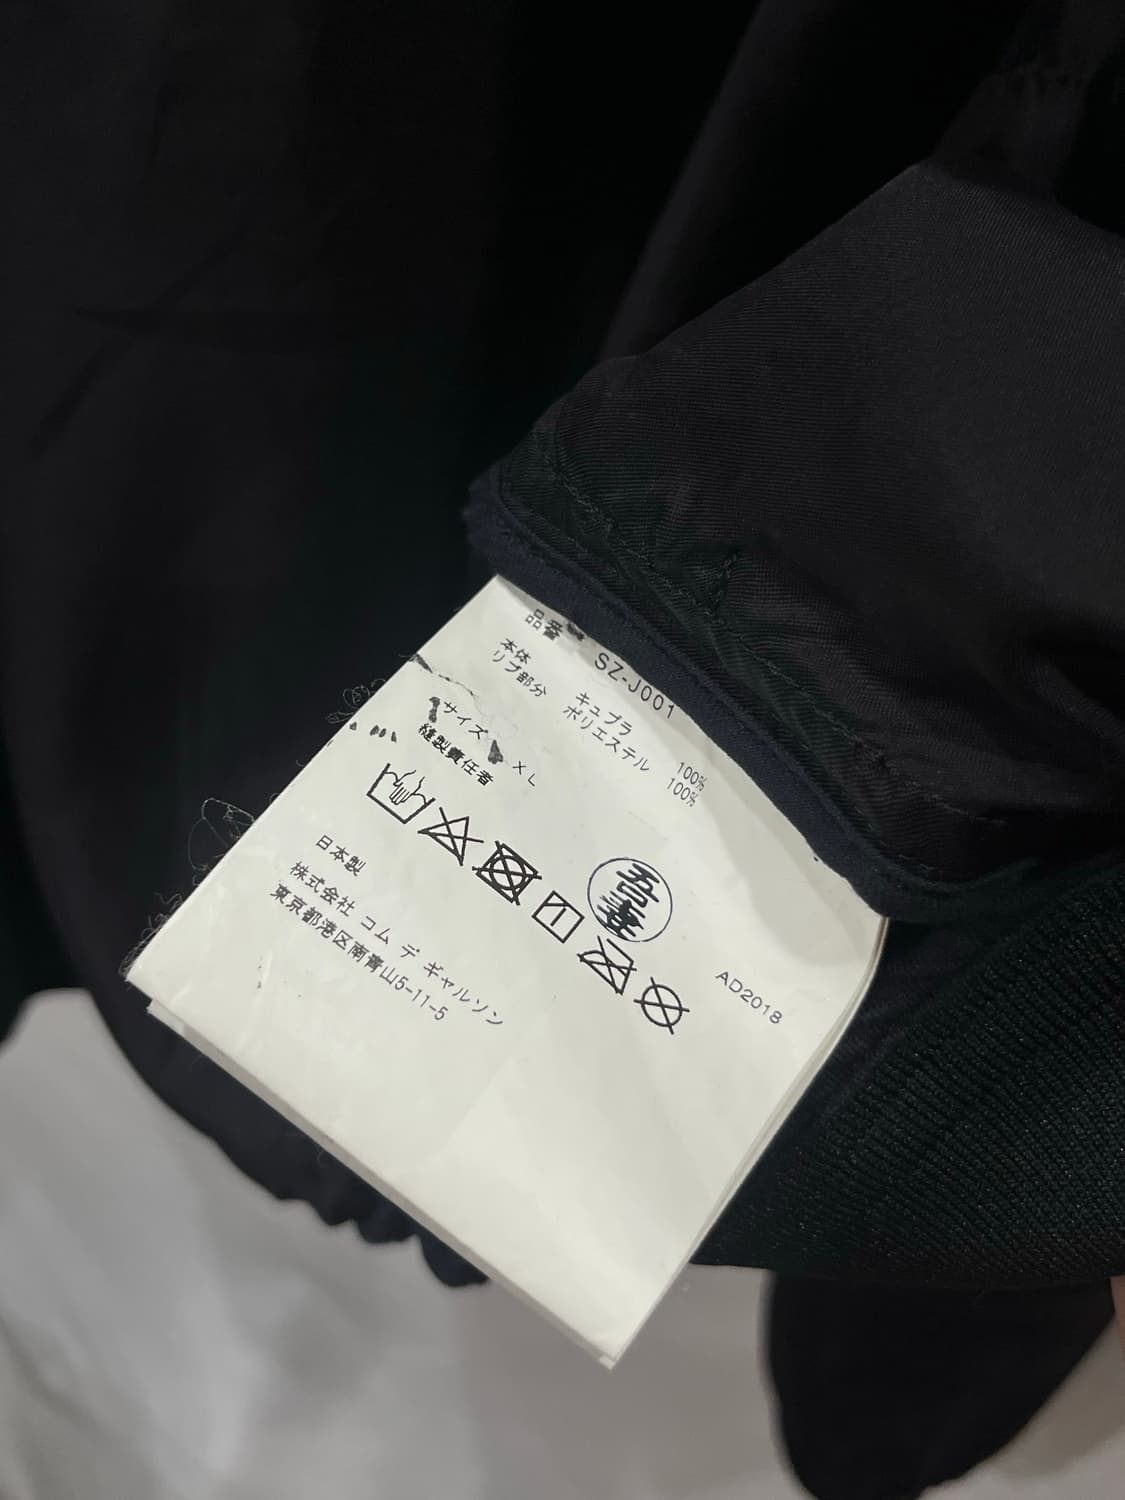 品番 SZ-J001
本体 キュプラ 100%
リブ部分 ポリエステル 100%
サイズ XL
縫製責任者
日本製
株式会社 コム デ ギャルソン
東京都港区南青山5-11-5
AD2018